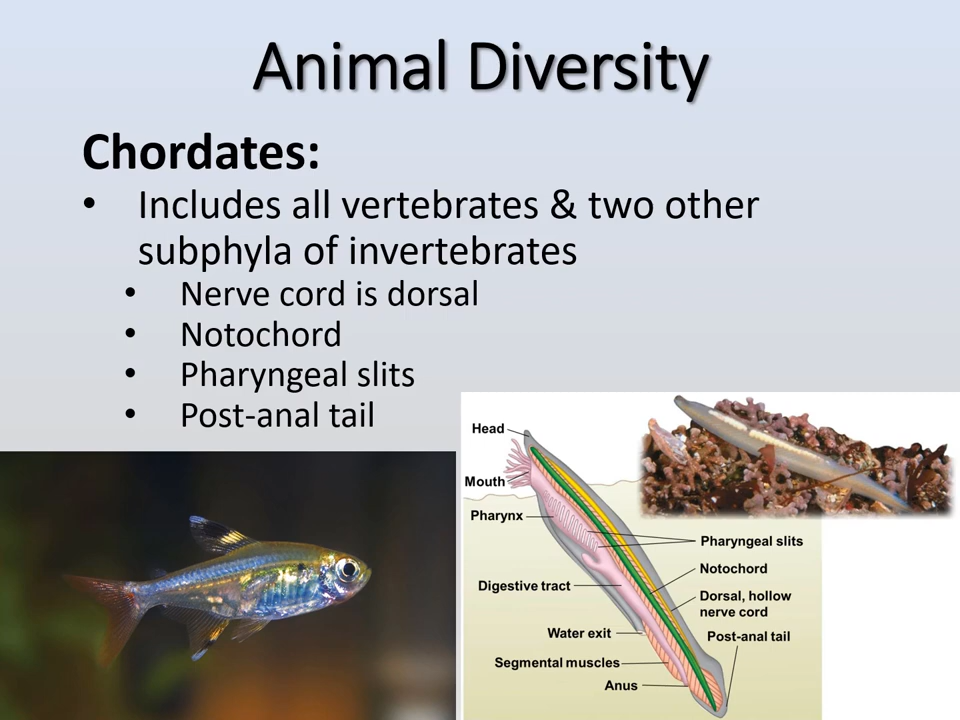 Animal Diversity
Chordates:
• Includes all vertebrates & two other
subphyla of invertebrates
• Nerve cord is dorsal
• Notochord
• Pharyngeal slits
• Post-anal tail
Head
Mouth
Pharynx
Pharyngeal slits
Notochord
Digestive tract
Dorsal, hollow
nerve cord
Water exit
Post-anal tail
Segmental muscles
Anus